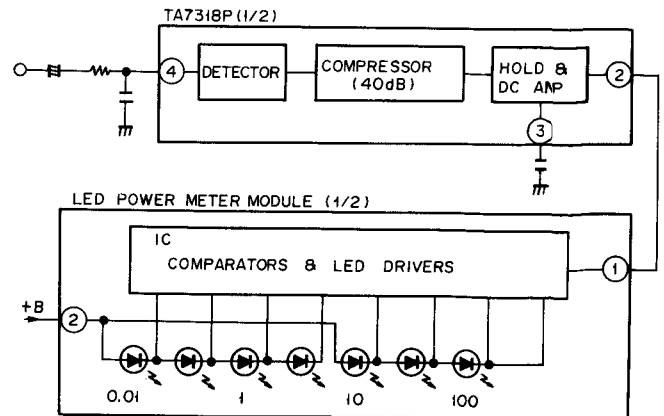 TA7318P (1/2)
4
DETECTOR
COMPRESSOR
(40dB)
HOLD &
DC AMP
2
3
LED POWER METER MODULE (1/2)
IC
COMPARATORS & LED DRIVERS
1
+B
2
0.01 1 10 100